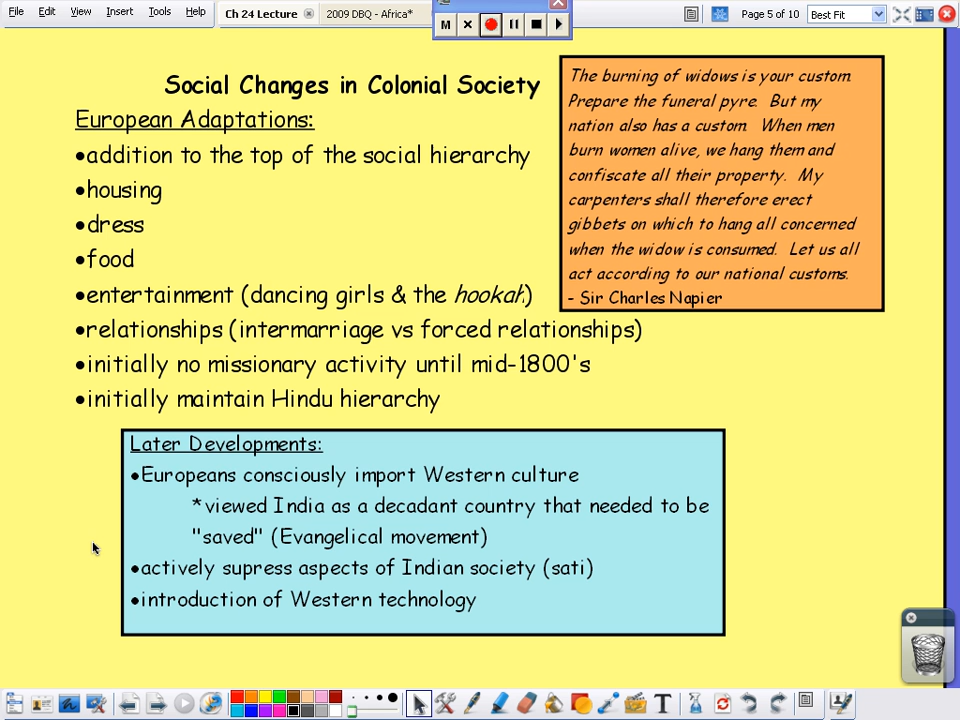 File Edit View Insert Tools Help Ch 24 Lecture 2009 DBQ - Africa* Page 5 of 10 Best Fit
M
Social Changes in Colonial Society
European Adaptations:
•addition to the top of the social hierarchy
•housing
•dress
•food
•entertainment (dancing girls & the hookah)
•relationships (intermarriage vs forced relationships)
•initially no missionary activity until mid-1800's
•initially maintain Hindu hierarchy
The burning of widows is your custom.
Prepare the funeral pyre. But my
nation also has a custom. When men
burn women alive, we hang them and
confiscate all their property. My
carpenters shall therefore erect
gibbets on which to hang all concerned
when the widow is consumed. Let us all
act according to our national customs.
- Sir Charles Napier
Later Developments:
•Europeans consciously import Western culture
*viewed India as a decadant country that needed to be
"saved" (Evangelical movement)
•actively supress aspects of Indian society (sati)
•introduction of Western technology